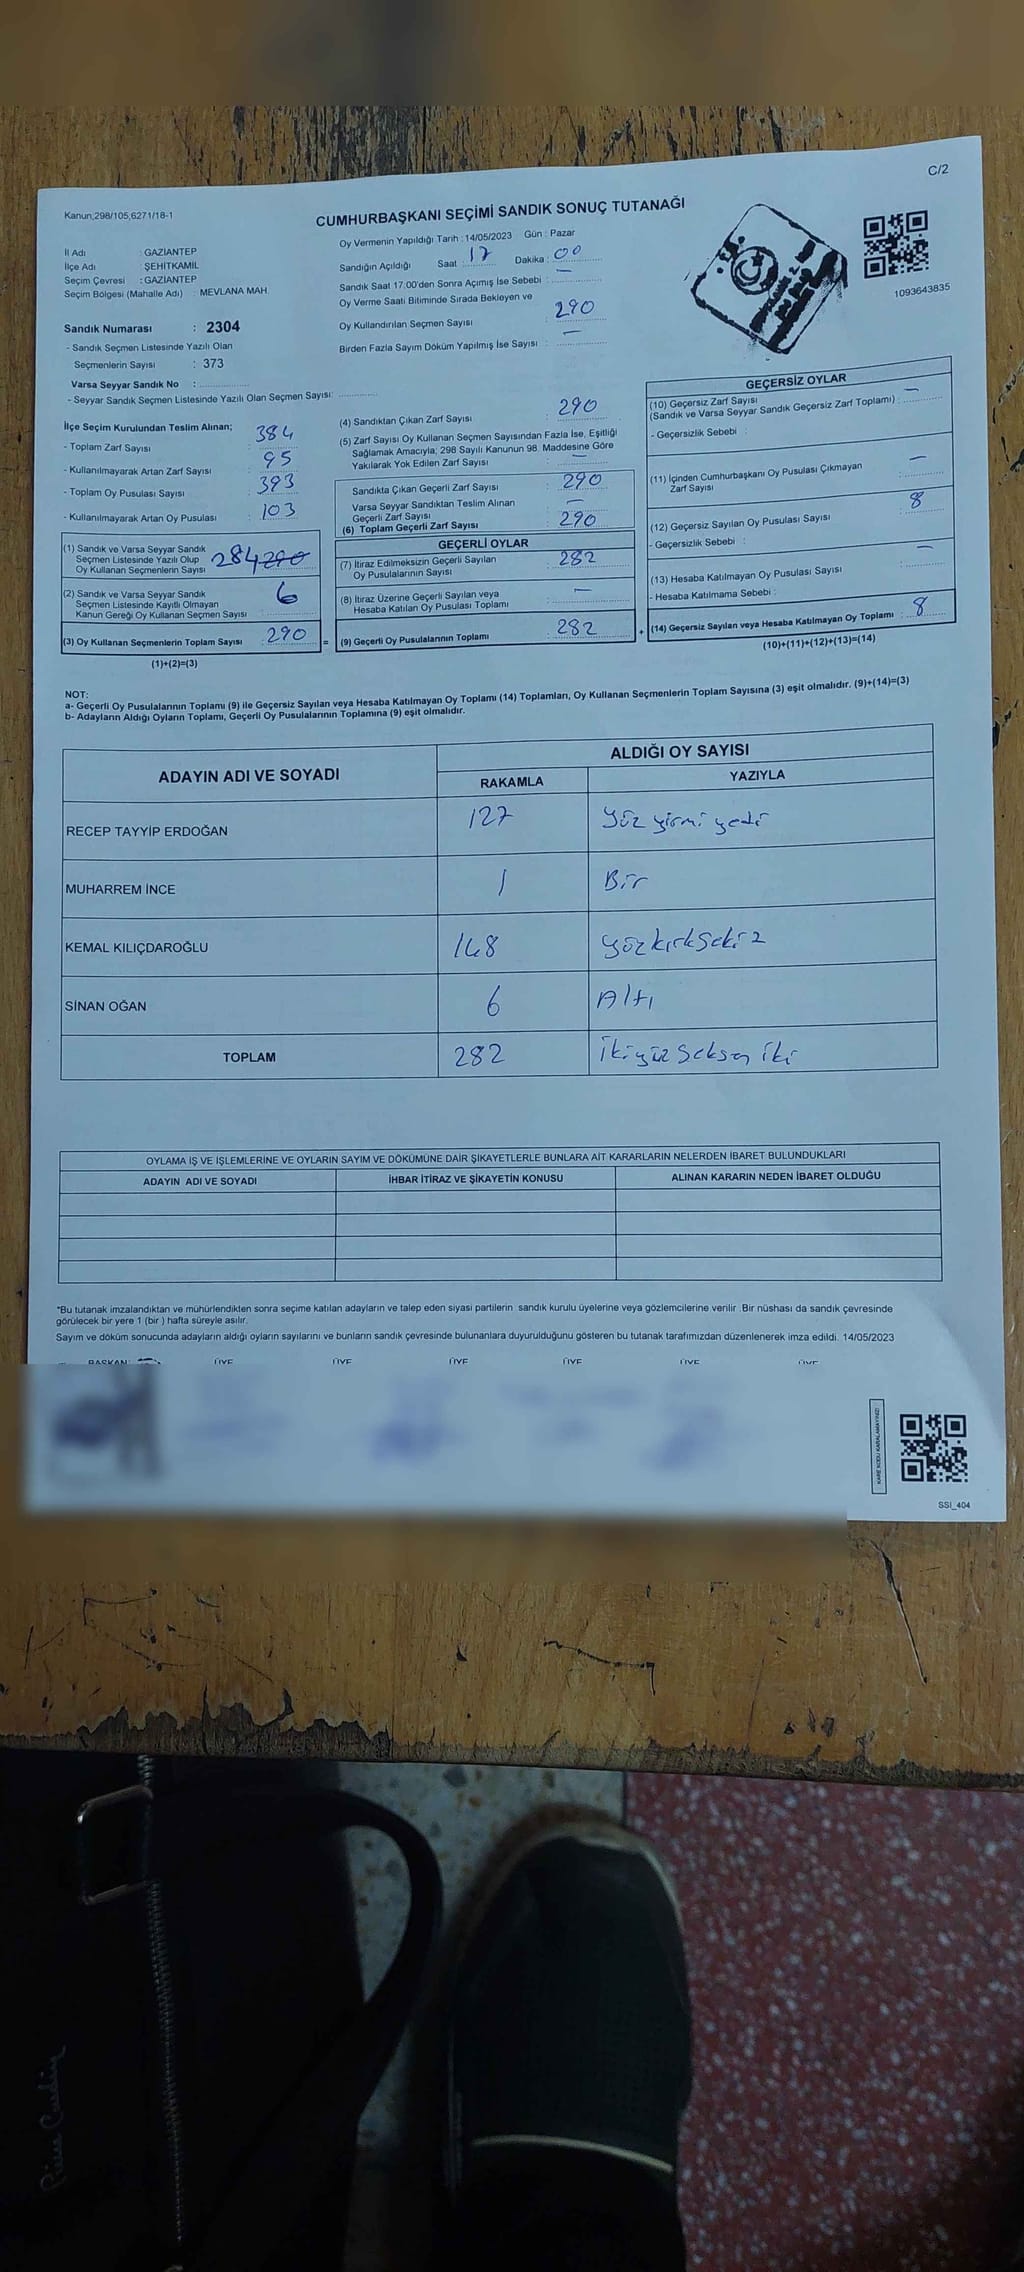 C/2
Kanun;298/105,6271/18-1
CUMHURBAŞKANI SEÇİMİ SANDIK SONUÇ TUTANAĞI
Oy Vermenin Yapıldığı Tarih : 14/05/2023 Gün : Pazar
1093643835
İl Adı : GAZİANTEP
İlçe Adı : ŞEHİTKAMİL
Seçim Çevresi : GAZİANTEP
Seçim Bölgesi (Mahalle Adı) : MEVLANA MAH.
Sandığın Açıldığı Saat 17 Dakika : 00
Sandık Saat 17:00'den Sonra Açımış İse Sebebi : —
Oy Verme Saati Bitiminde Sırada Bekleyen ve
Oy Kullandırılan Seçmen Sayısı : 290
Birden Fazla Sayım Döküm Yapılmış İse Sayısı : —
Sandık Numarası : 2304
- Sandık Seçmen Listesinde Yazılı Olan
Seçmenlerin Sayısı : 373
Varsa Seyyar Sandık No :
- Seyyar Sandık Seçmen Listesinde Yazılı Olan Seçmen Sayısı:
İlçe Seçim Kurulundan Teslim Alınan;
- Toplam Zarf Sayısı : 384
- Kullanılmayarak Artan Zarf Sayısı : 95
- Toplam Oy Pusulası Sayısı : 393
- Kullanılmayarak Artan Oy Pusulası : 103
(1) Sandık ve Varsa Seyyar Sandık
Seçmen Listesinde Yazılı Olup
Oy Kullanan Seçmenlerin Sayısı 284 290
(2) Sandık ve Varsa Seyyar Sandık
Seçmen Listesinde Kayıtlı Olmayan
Kanun Gereği Oy Kullanan Seçmen Sayısı 6
(3) Oy Kullanan Seçmenlerin Toplam Sayısı : 290 =
(1)+(2)=(3)
(4) Sandıktan Çıkan Zarf Sayısı : 290
(5) Zarf Sayısı Oy Kullanan Seçmen Sayısından Fazla İse, Eşitliği
Sağlamak Amacıyla; 298 Sayılı Kanunun 98. Maddesine Göre
Yakılarak Yok Edilen Zarf Sayısı : —
Sandıkta Çıkan Geçerli Zarf Sayısı : 290
Varsa Seyyar Sandıktan Teslim Alınan
Geçerli Zarf Sayısı : —
(6) Toplam Geçerli Zarf Sayısı : 290
GEÇERLİ OYLAR
(7) İtiraz Edilmeksizin Geçerli Sayılan
Oy Pusulalarının Sayısı : 282
(8) İtiraz Üzerine Geçerli Sayılan veya
Hesaba Katılan Oy Pusulası Toplamı : —
(9) Geçerli Oy Pusulalarının Toplamı : 282 +
GEÇERSİZ OYLAR
(10) Geçersiz Zarf Sayısı
(Sandık ve Varsa Seyyar Sandık Geçersiz Zarf Toplamı) : —
- Geçersizlik Sebebi :
(11) İçinden Cumhurbaşkanı Oy Pusulası Çıkmayan
Zarf Sayısı : —
(12) Geçersiz Sayılan Oy Pusulası Sayısı : 8
- Geçersizlik Sebebi :
(13) Hesaba Katılmayan Oy Pusulası Sayısı : —
- Hesaba Katılmama Sebebi :
(14) Geçersiz Sayılan veya Hesaba Katılmayan Oy Toplamı : 8
(10)+(11)+(12)+(13)=(14)
NOT:
a- Geçerli Oy Pusulalarının Toplamı (9) ile Geçersiz Sayılan veya Hesaba Katılmayan Oy Toplamı (14) Toplamları, Oy Kullanan Seçmenlerin Toplam Sayısına (3) eşit olmalıdır. (9)+(14)=(3)
b- Adayların Aldığı Oyların Toplamı, Geçerli Oy Pusulalarının Toplamına (9) eşit olmalıdır.
ADAYIN ADI VE SOYADI ALDIĞI OY SAYISI
RAKAMLA YAZIYLA
RECEP TAYYİP ERDOĞAN 127 Yüz yirmi yedi
MUHARREM İNCE 1 Bir
KEMAL KILIÇDAROĞLU 148 yüzkırksekiz
SİNAN OĞAN 6 Altı
TOPLAM 282 İkiyüz Seksen İki
OYLAMA İŞ VE İŞLEMLERİNE VE OYLARIN SAYIM VE DÖKÜMÜNE DAİR ŞİKAYETLERLE BUNLARA AİT KARARLARIN NELERDEN İBARET BULUNDUKLARI
ADAYIN ADI VE SOYADI İHBAR İTİRAZ VE ŞİKAYETİN KONUSU ALINAN KARARIN NEDEN İBARET OLDUĞU
*Bu tutanak imzalandıktan ve mühürlendikten sonra seçime katılan adayların ve talep eden siyasi partilerin sandık kurulu üyelerine veya gözlemcilerine verilir. Bir nüshası da sandık çevresinde
görülecek bir yere 1 (bir ) hafta süreyle asılır.
Sayım ve döküm sonucunda adayların aldığı oyların sayılarını ve bunların sandık çevresinde bulunanlara duyurulduğunu gösteren bu tutanak tarafımızdan düzenlenerek imza edildi. 14/05/2023
BAŞKAN ÜYE ÜYE ÜYE ÜYE ÜYE ÜYE
KARE KODU KARALAMAYINIZ!
SSI_404
Pierre Cardin